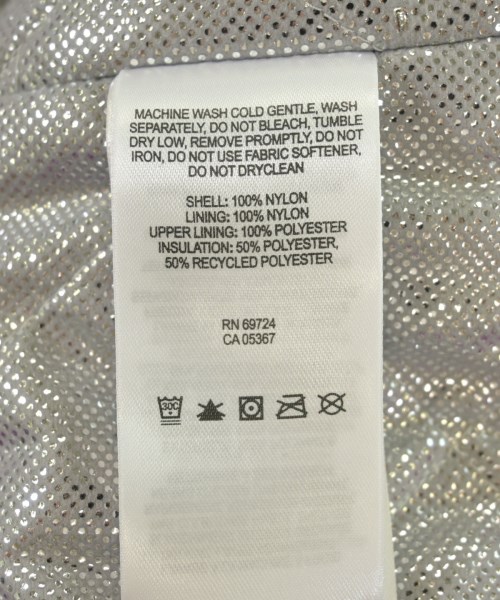 MACHINE WASH COLD GENTLE, WASH
SEPARATELY, DO NOT BLEACH, TUMBLE
DRY LOW, REMOVE PROMPTLY, DO NOT
IRON, DO NOT USE FABRIC SOFTENER,
DO NOT DRYCLEAN
SHELL: 100% NYLON
LINING: 100% NYLON
UPPER LINING: 100% POLYESTER
INSULATION: 50% POLYESTER,
50% RECYCLED POLYESTER
RN 69724
CA 05367
30C